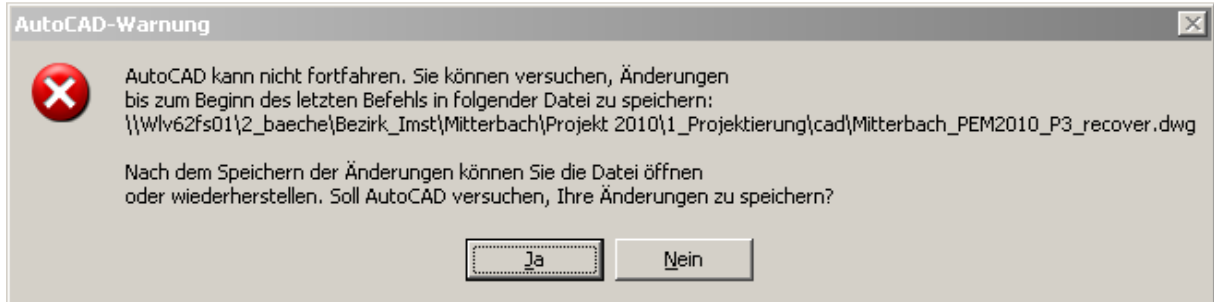 AutoCAD-Warnung
AutoCAD kann nicht fortfahren. Sie können versuchen, Änderungen
bis zum Beginn des letzten Befehls in folgender Datei zu speichern:
\\Wlv62fs01\2_baeche\Bezirk_Imst\Mitterbach\Projekt 2010\1_Projektierung\cad\Mitterbach_PEM2010_P3_recover.dwg
Nach dem Speichern der Änderungen können Sie die Datei öffnen
oder wiederherstellen. Soll AutoCAD versuchen, Ihre Änderungen zu speichern?
Ja
Nein